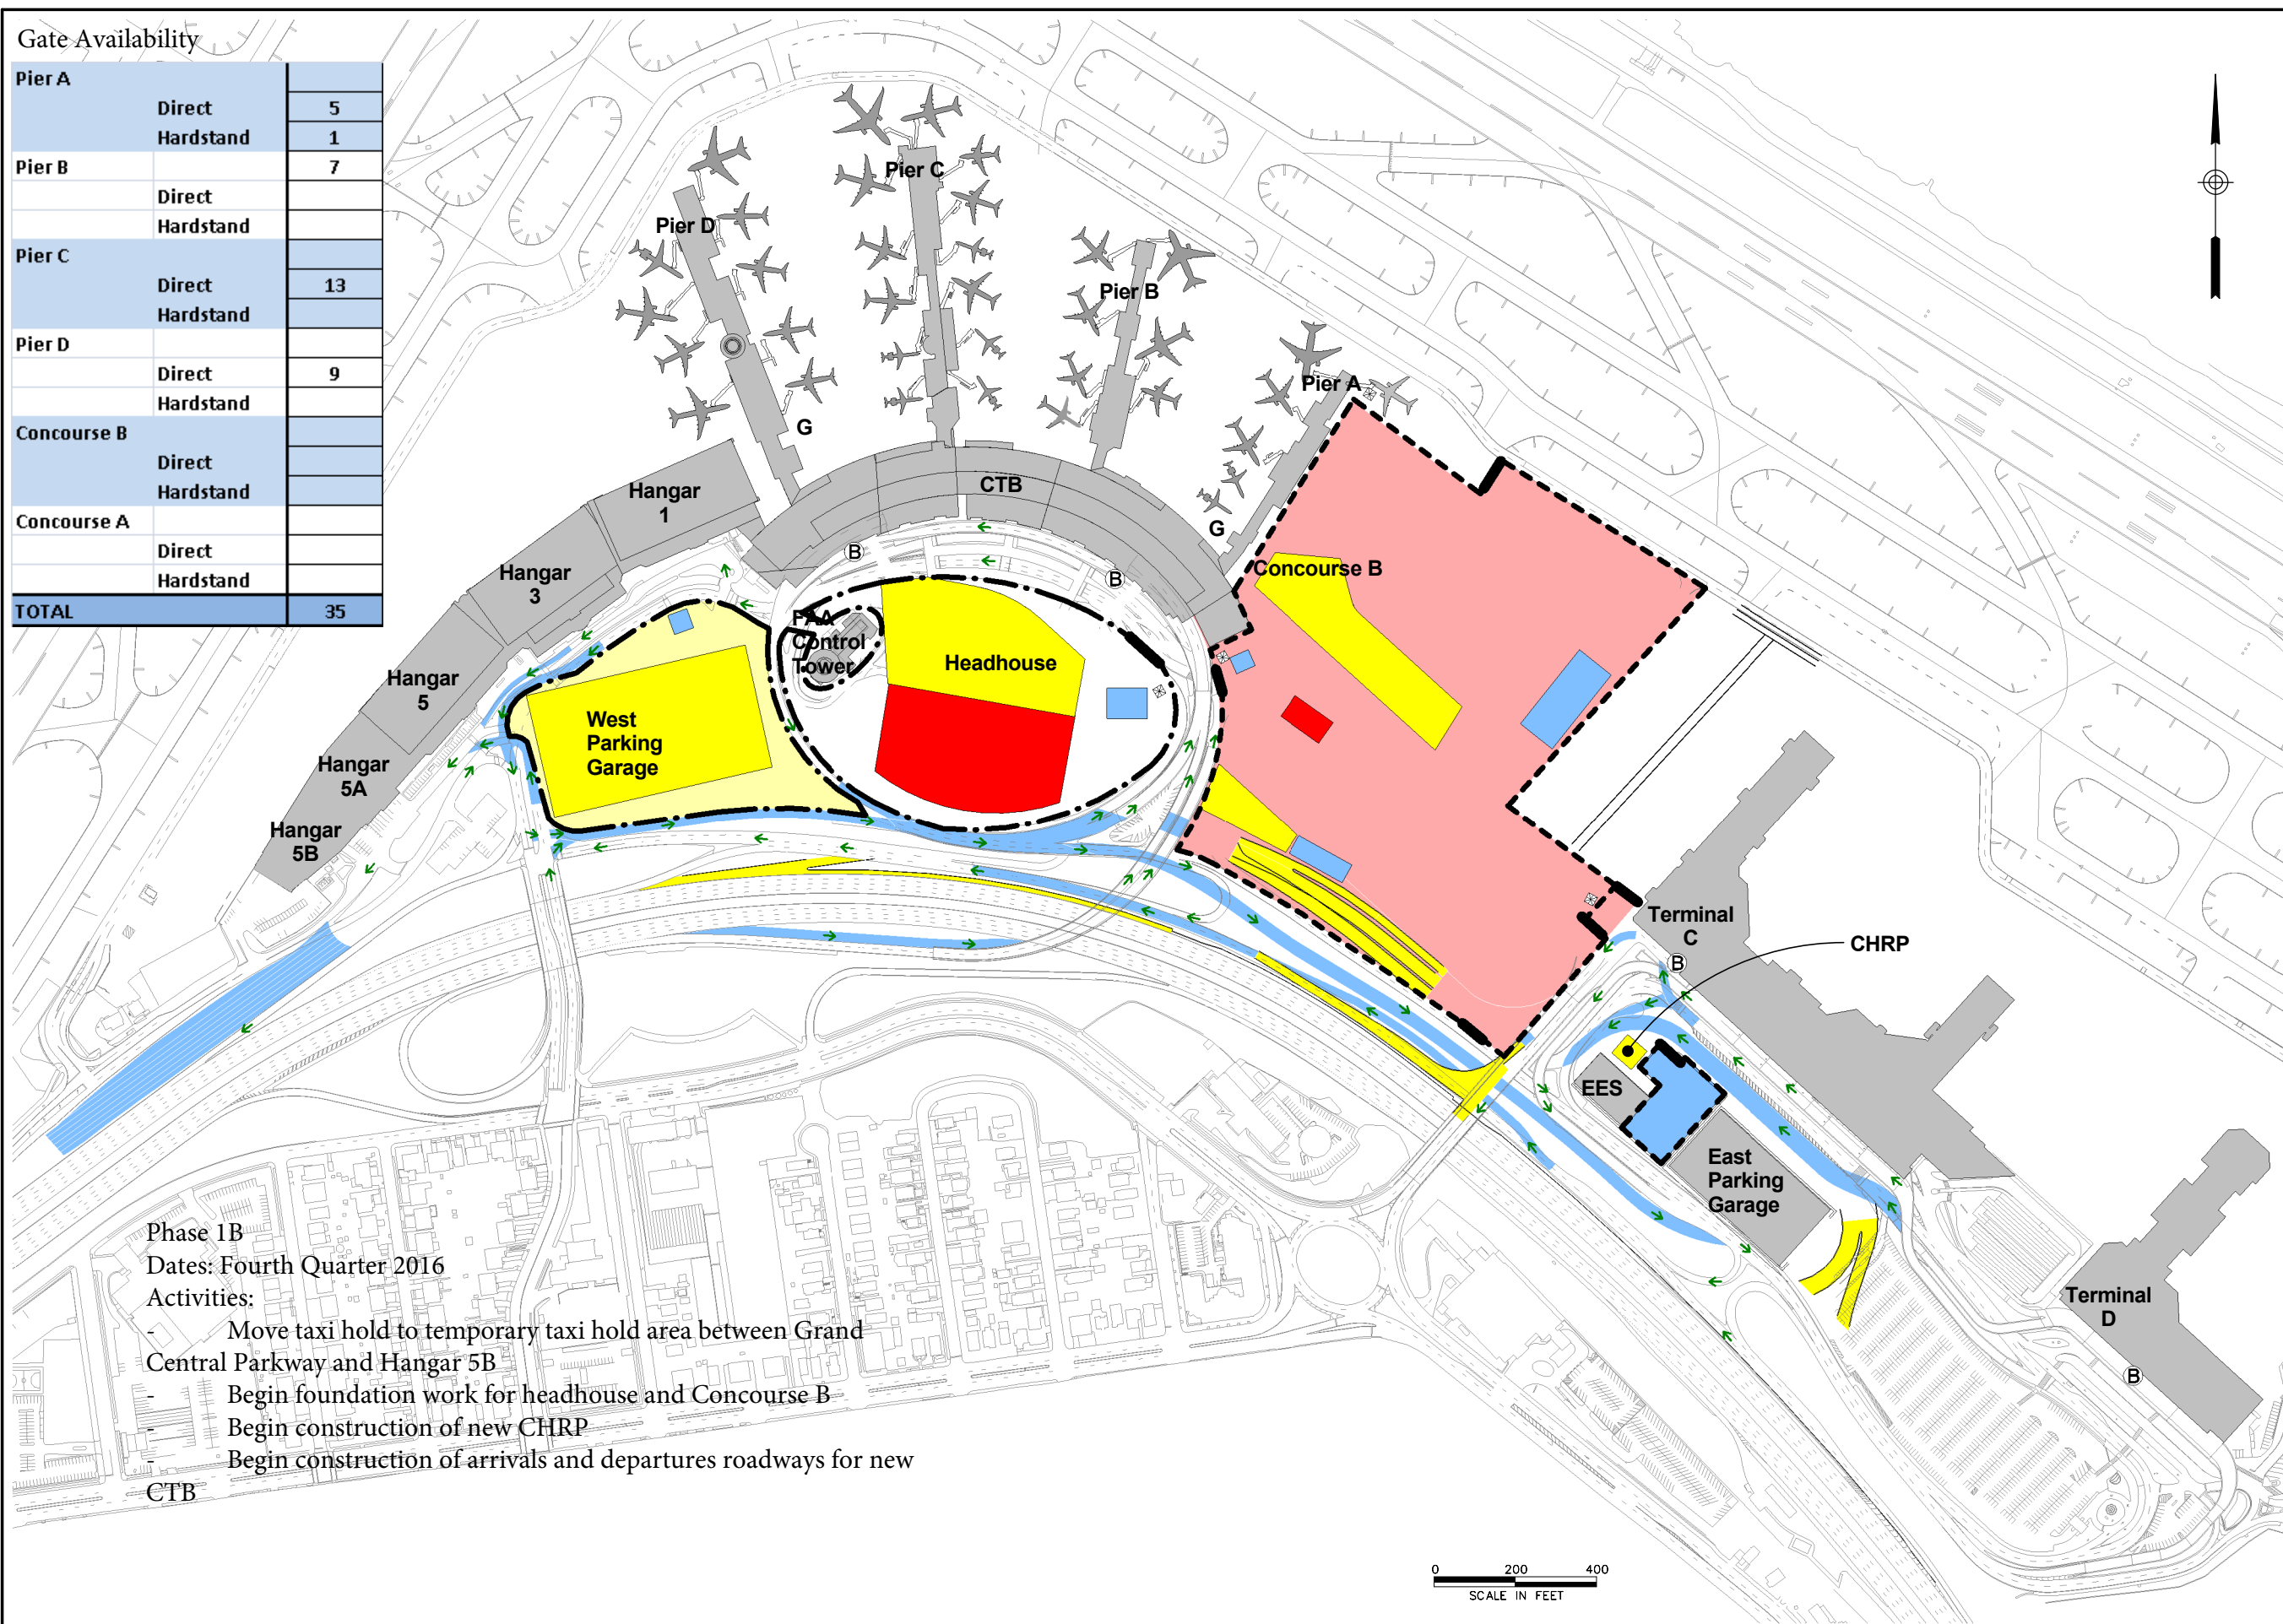 Gate Availability
Pier A
Direct 5
Hardstand 1
Pier B 7
Direct
Hardstand
Pier C
Direct 13
Hardstand
Pier D
Direct 9
Hardstand
Concourse B
Direct
Hardstand
Concourse A
Direct
Hardstand
TOTAL 35
Pier C
Pier D
Pier B
Pier A
G
CTB
Hangar
1
G
B
B
Concourse B
Hangar
3
FAA
Control
Tower
Headhouse
Hangar
5
West
Parking
Garage
Hangar
5A
Hangar
5B
Terminal
C
CHRP
B
EES
East
Parking
Garage
Terminal
D
B
Phase 1B
Dates: Fourth Quarter 2016
Activities:
- Move taxi hold to temporary taxi hold area between Grand
Central Parkway and Hangar 5B
- Begin foundation work for headhouse and Concourse B
- Begin construction of new CHRP
- Begin construction of arrivals and departures roadways for new
CTB
0 200 400
SCALE IN FEET